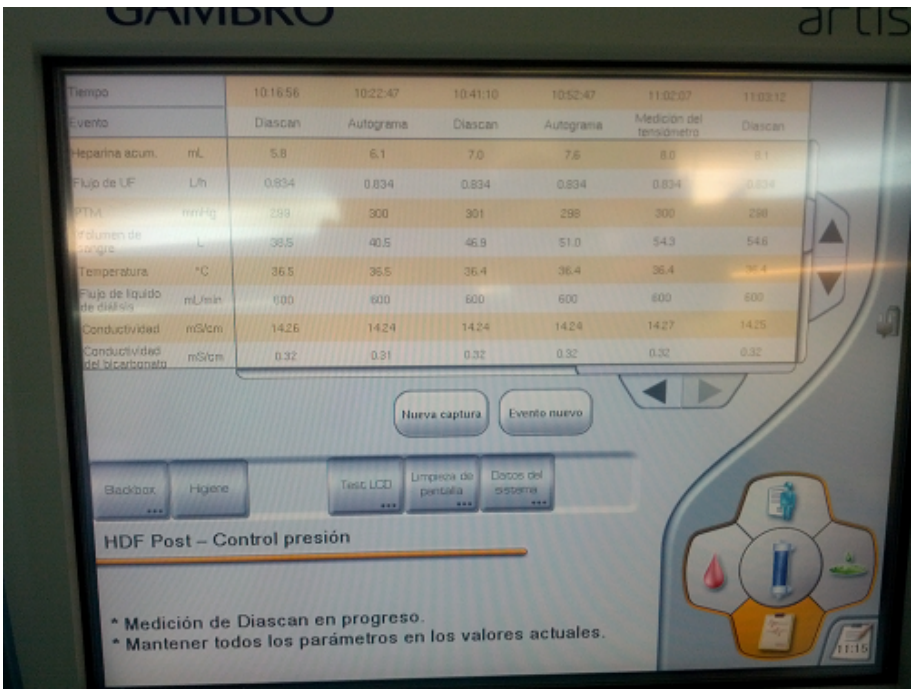 GAMBRO
artis
Tiempo 10:16:56 10:22:47 10:41:10 10:52:47 11:02:07 11:03:12
Evento Diascan Autograma Diascan Autograma Medición del tensiómetro Diascan
Heparina acum. mL 5.8 6.1 7.0 7.6 8.0 8.1
Flujo de UF L/h 0.834 0.834 0.834 0.834 0.834 0.834
PTM mmHg 299 300 301 298 300 298
Volumen de sangre L 38.5 40.5 46.9 51.0 54.3 54.6
Temperatura °C 36.5 36.5 36.4 36.4 36.4 36.4
Flujo de liquido de diálisis mL/min 600 600 600 600 600 600
Conductividad mS/cm 14.26 14.24 14.24 14.24 14.27 14.25
Conductividad del bicarbonato mS/cm 0.32 0.31 0.32 0.32 0.32 0.32
Nueva captura
Evento nuevo
Blackbox
...
Higiene
Test LCD
...
Limpieza de pantalla
...
Datos del sistema
...
HDF Post – Control presión
* Medición de Diascan en progreso.
* Mantener todos los parámetros en los valores actuales.
11:15